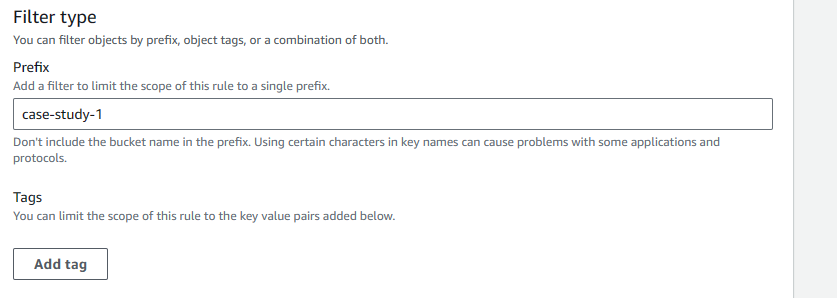 Filter type
You can filter objects by prefix, object tags, or a combination of both.
Prefix
Add a filter to limit the scope of this rule to a single prefix.
case-study-1
Don't include the bucket name in the prefix. Using certain characters in key names can cause problems with some applications and
protocols.
Tags
You can limit the scope of this rule to the key value pairs added below.
Add tag